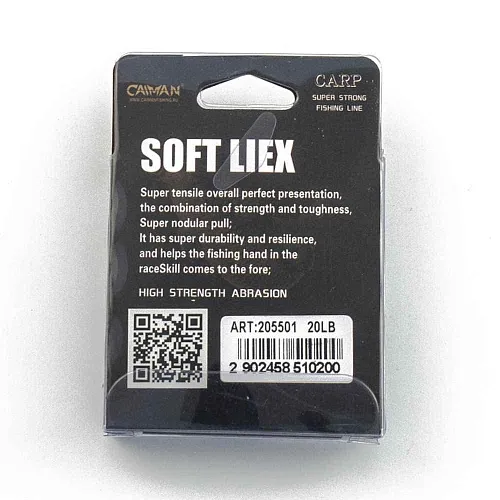 CAIMAN
CARP
SUPER STRONG
FISHING LINE
SOFT LIEX
Super tensile overall perfect presentation,
the combination of strength and toughness,
Super nodular pull;
It has super durability and resilience,
and helps the fishing hand in the
raceSkill comes to the fore;
HIGH STRENGTH ABRASION
ART:205501 20LB
2 902458 510200